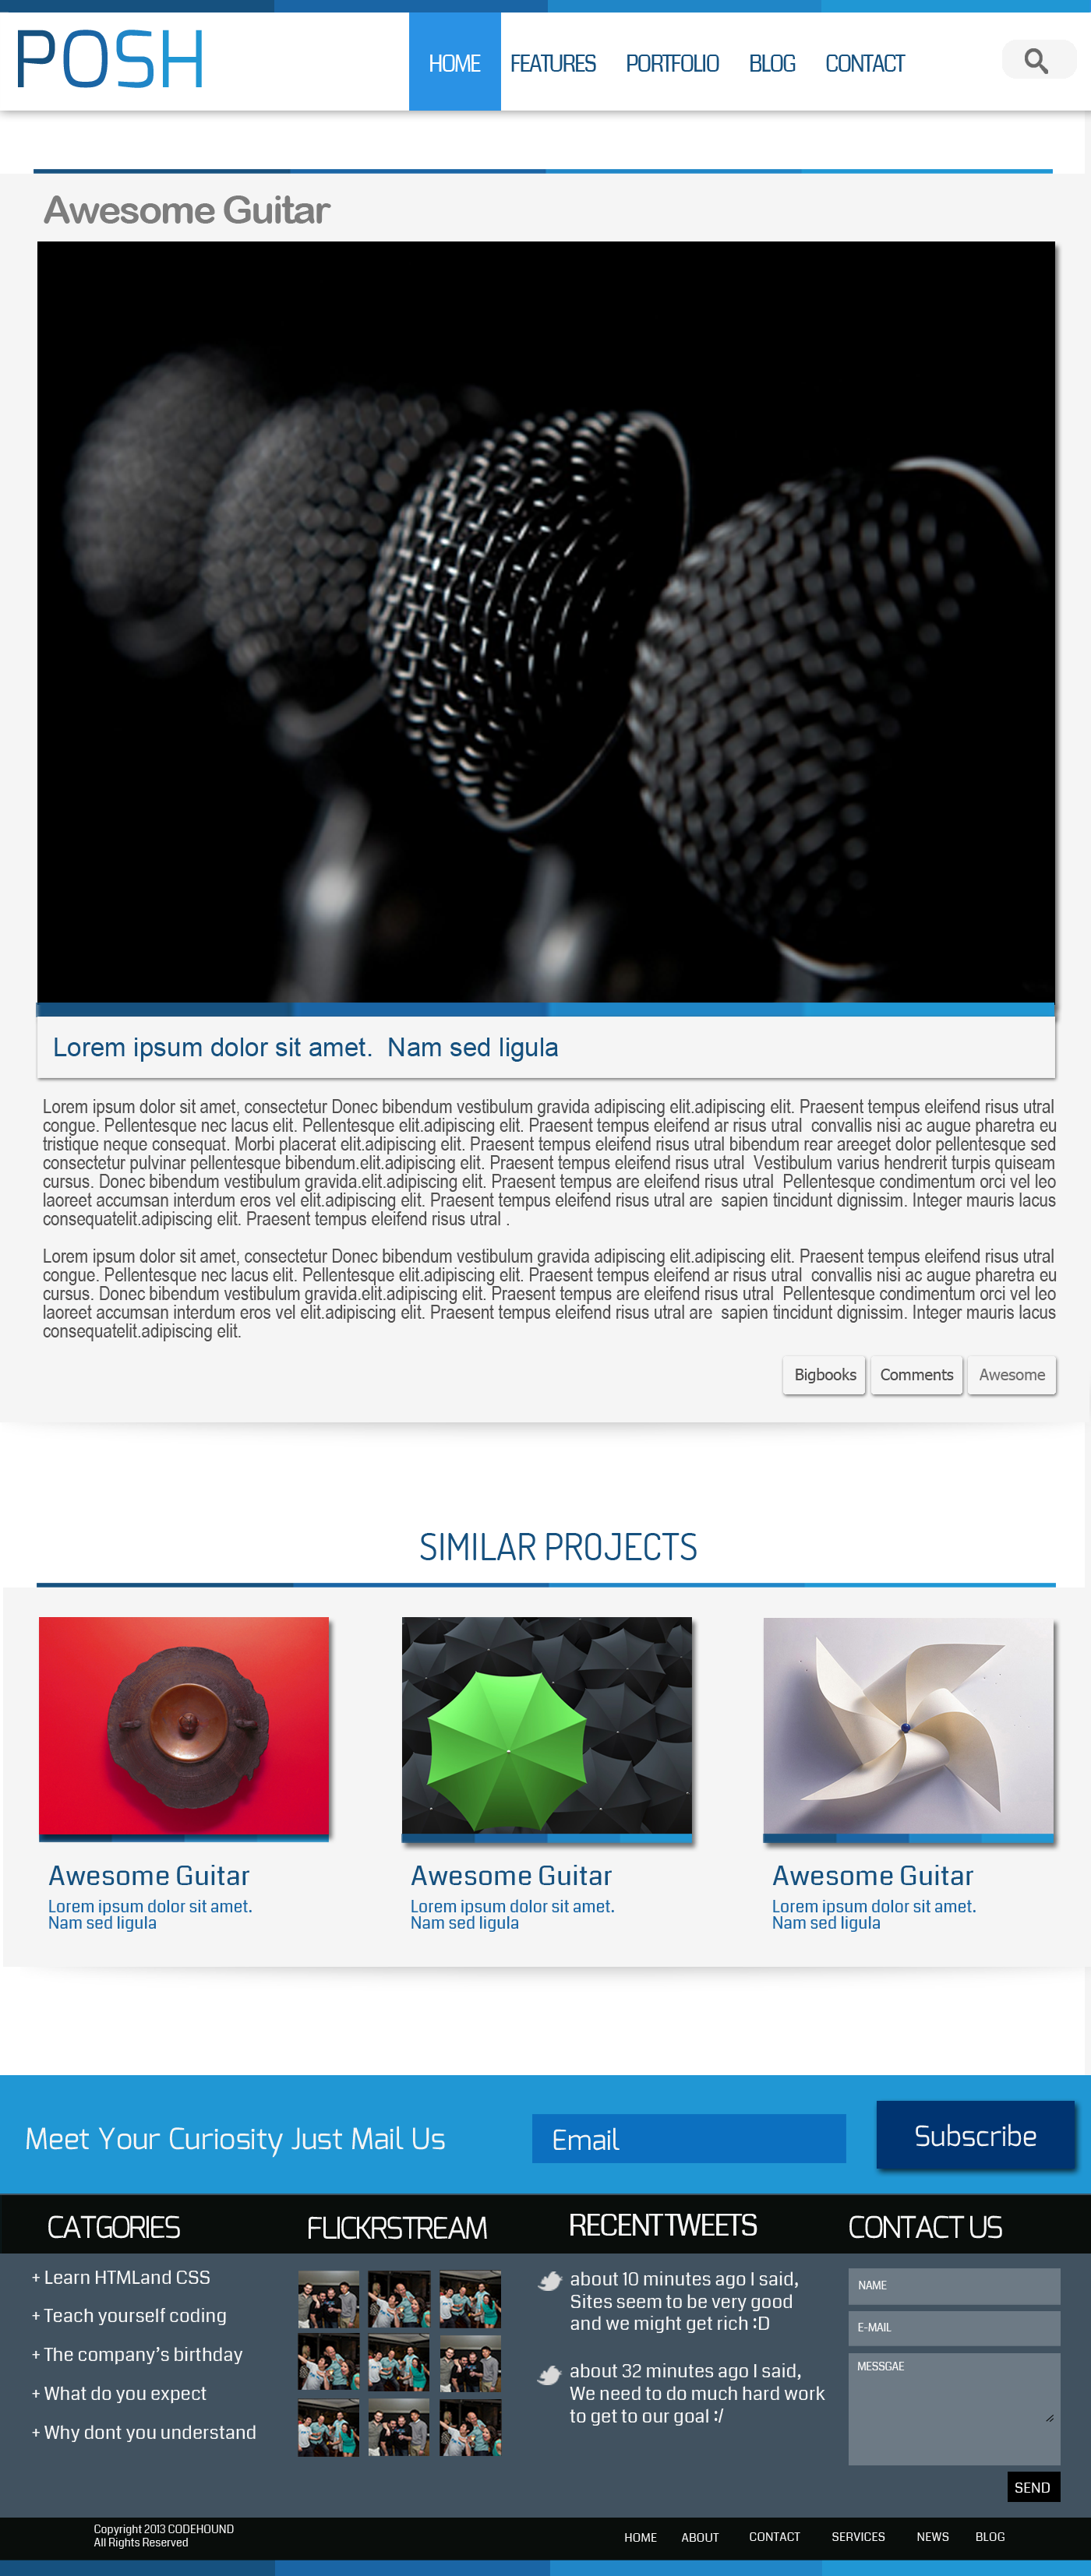 POSH
HOME FEATURES PORTFOLIO BLOG CONTACT
Awesome Guitar
Lorem ipsum dolor sit amet. Nam sed ligula
Lorem ipsum dolor sit amet, consectetur Donec bibendum vestibulum gravida adipiscing elit.adipiscing elit. Praesent tempus eleifend risus utral
congue. Pellentesque nec lacus elit. Pellentesque elit.adipiscing elit. Praesent tempus eleifend ar risus utral convallis nisi ac augue pharetra eu
tristique neque consequat. Morbi placerat elit.adipiscing elit. Praesent tempus eleifend risus utral bibendum rear areeget dolor pellentesque sed
consectetur pulvinar pellentesque bibendum.elit.adipiscing elit. Praesent tempus eleifend risus utral Vestibulum varius hendrerit turpis quiseam
cursus. Donec bibendum vestibulum gravida.elit.adipiscing elit. Praesent tempus are eleifend risus utral Pellentesque condimentum orci vel leo
laoreet accumsan interdum eros vel elit.adipiscing elit. Praesent tempus eleifend risus utral are sapien tincidunt dignissim. Integer mauris lacus
consequatelit.adipiscing elit. Praesent tempus eleifend risus utral .
Lorem ipsum dolor sit amet, consectetur Donec bibendum vestibulum gravida adipiscing elit.adipiscing elit. Praesent tempus eleifend risus utral
congue. Pellentesque nec lacus elit. Pellentesque elit.adipiscing elit. Praesent tempus eleifend ar risus utral convallis nisi ac augue pharetra eu
cursus. Donec bibendum vestibulum gravida.elit.adipiscing elit. Praesent tempus are eleifend risus utral Pellentesque condimentum orci vel leo
laoreet accumsan interdum eros vel elit.adipiscing elit. Praesent tempus eleifend risus utral are sapien tincidunt dignissim. Integer mauris lacus
consequatelit.adipiscing elit.
Bigbooks Comments Awesome
SIMILAR PROJECTS
Awesome Guitar
Lorem ipsum dolor sit amet.
Nam sed ligula
Awesome Guitar
Lorem ipsum dolor sit amet.
Nam sed ligula
Awesome Guitar
Lorem ipsum dolor sit amet.
Nam sed ligula
Meet Your Curiosity Just Mail Us
Email
Subscribe
CATGORIES
+ Learn HTMLand CSS
+ Teach yourself coding
+ The company's birthday
+ What do you expect
+ Why dont you understand
FLICKRSTREAM
RECENTTWEETS
about 10 minutes ago I said,
Sites seem to be very good
and we might get rich :D
about 32 minutes ago I said,
We need to do much hard work
to get to our goal :/
CONTACT US
NAME
E-MAIL
MESSGAE
SEND
Copyright 2013 CODEHOUND
All Rights Reserved
HOME ABOUT CONTACT SERVICES NEWS BLOG